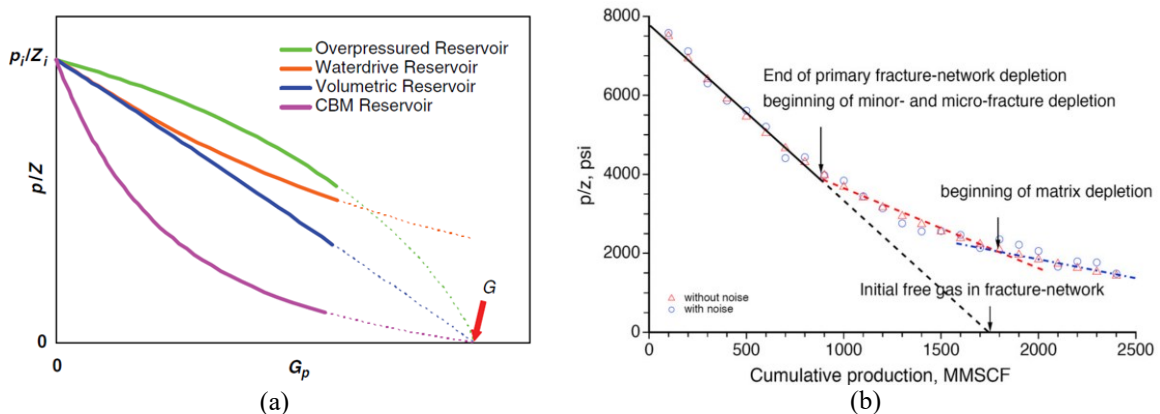 pᵢ/Zᵢ
Overpressured Reservoir
Waterdrive Reservoir
Volumetric Reservoir
CBM Reservoir
p/Z
G
0
0
Gₚ
(a)
8000
6000
4000
2000
0
p/z, psi
End of primary fracture-network depletion
beginning of minor- and micro-fracture depletion
beginning of matrix depletion
Initial free gas in fracture-network
without noise
with noise
0
500
1000
1500
2000
2500
Cumulative production, MMSCF
(b)